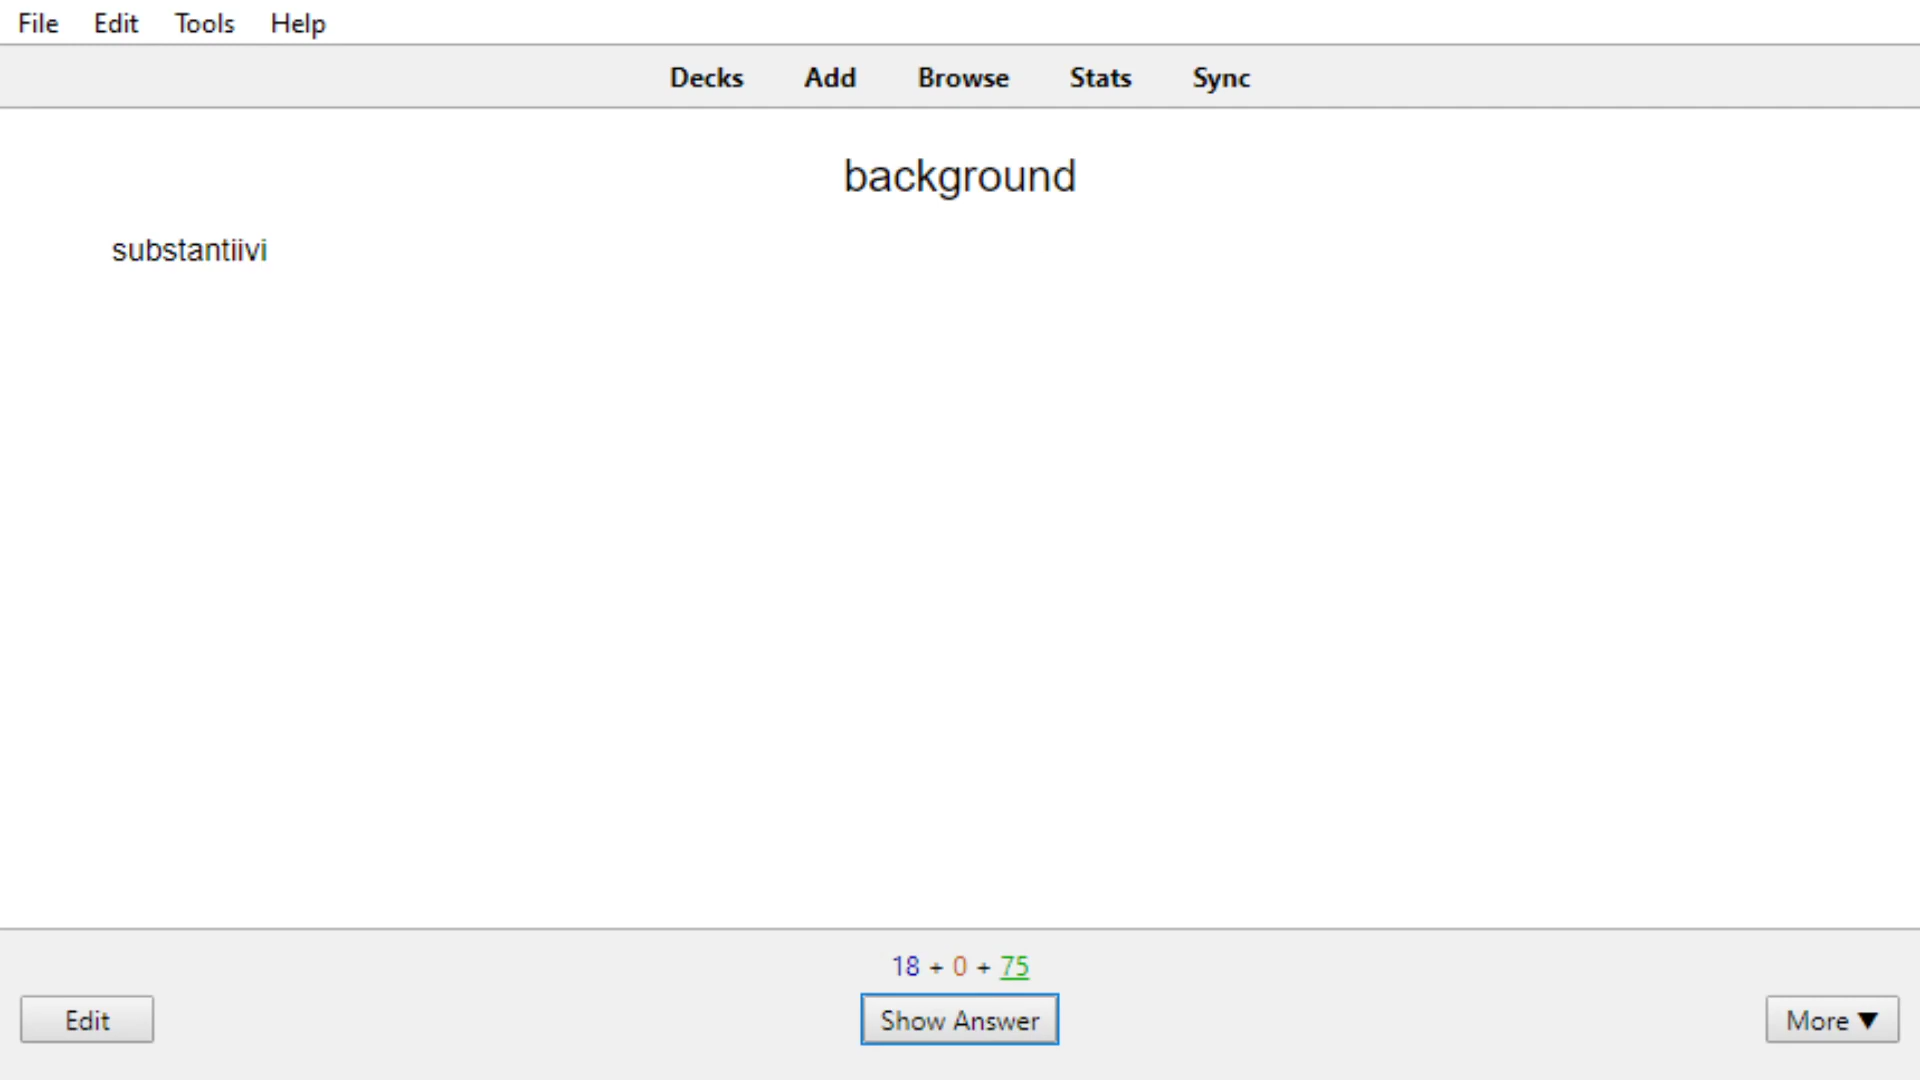 File Edit Tools Help
Decks Add Browse Stats Sync
background
substantiivi
18 + 0 + 75
Edit Show Answer More ▼